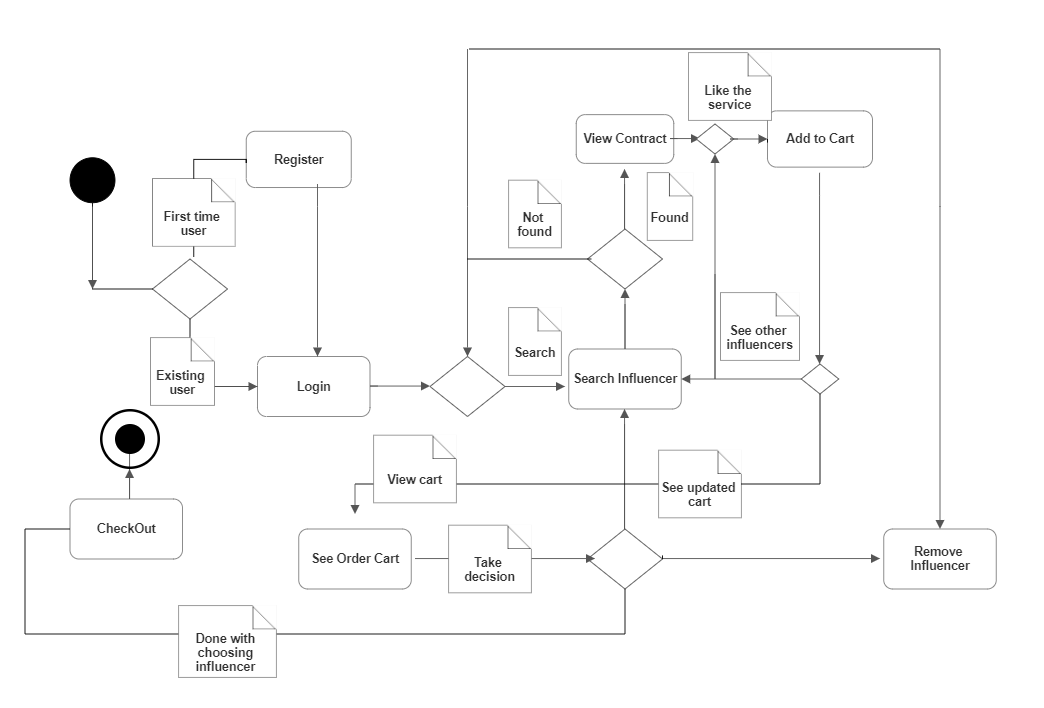 Like the
service
View Contract
Add to Cart
Register
First time
user
Not
found
Found
See other
influencers
Search
Existing
user
Login
Search Influencer
View cart
See updated
cart
CheckOut
See Order Cart
Take
decision
Remove
Influencer
Done with
choosing
influencer